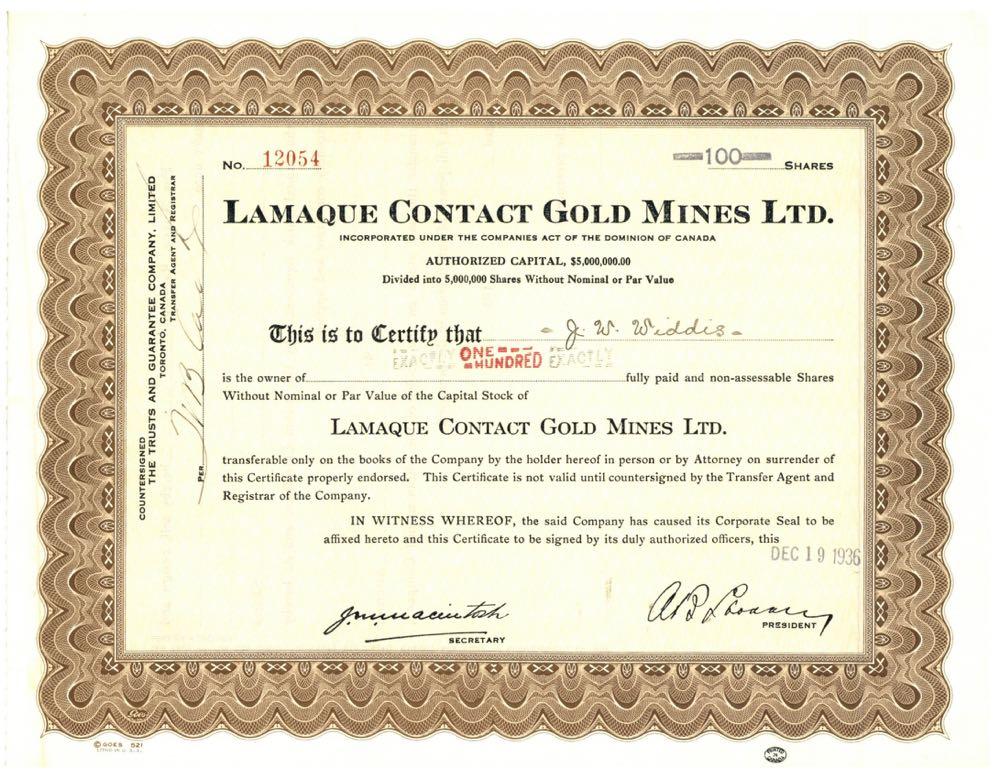 No. 12054
100 SHARES
LAMAQUE CONTACT GOLD MINES LTD.
INCORPORATED UNDER THE COMPANIES ACT OF THE DOMINION OF CANADA
AUTHORIZED CAPITAL, $5,000,000.00
Divided into 5,000,000 Shares Without Nominal or Par Value
This is to Certify that - J. W. Widdis -
EXACTLY ONE HUNDRED EXACTLY
is the owner of fully paid and non-assessable Shares
Without Nominal or Par Value of the Capital Stock of
LAMAQUE CONTACT GOLD MINES LTD.
transferable only on the books of the Company by the holder hereof in person or by Attorney on surrender of
this Certificate properly endorsed. This Certificate is not valid until countersigned by the Transfer Agent and
Registrar of the Company.
IN WITNESS WHEREOF, the said Company has caused its Corporate Seal to be
affixed hereto and this Certificate to be signed by its duly authorized officers, this
DEC 19 1936
J.M. Macintosh
SECRETARY
PRESIDENT
COUNTERSIGNED
THE TRUSTS AND GUARANTEE COMPANY, LIMITED
TORONTO, CANADA
TRANSFER AGENT AND REGISTRAR
PER
© GOES 521